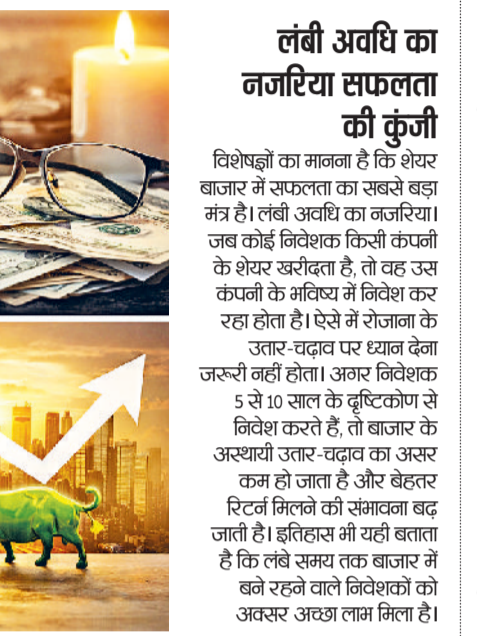 लंबी अवधि का
नजरिया सफलता
की कुंजी
विशेषज्ञों का मानना है कि शेयर
बाजार में सफलता का सबसे बड़ा
मंत्र है। लंबी अवधि का नजरिया।
जब कोई निवेशक किसी कंपनी
के शेयर खरीदता है, तो वह उस
कंपनी के भविष्य में निवेश कर
रहा होता है। ऐसे में रोजाना के
उतार-चढ़ाव पर ध्यान देना
जरूरी नहीं होता। अगर निवेशक
5 से 10 साल के दृष्टिकोण से
निवेश करते हैं, तो बाजार के
अस्थायी उतार-चढ़ाव का असर
कम हो जाता है और बेहतर
रिटर्न मिलने की संभावना बढ़
जाती है। इतिहास भी यही बताता
है कि लंबे समय तक बाजार में
बने रहने वाले निवेशकों को
अक्सर अच्छा लाभ मिला है।